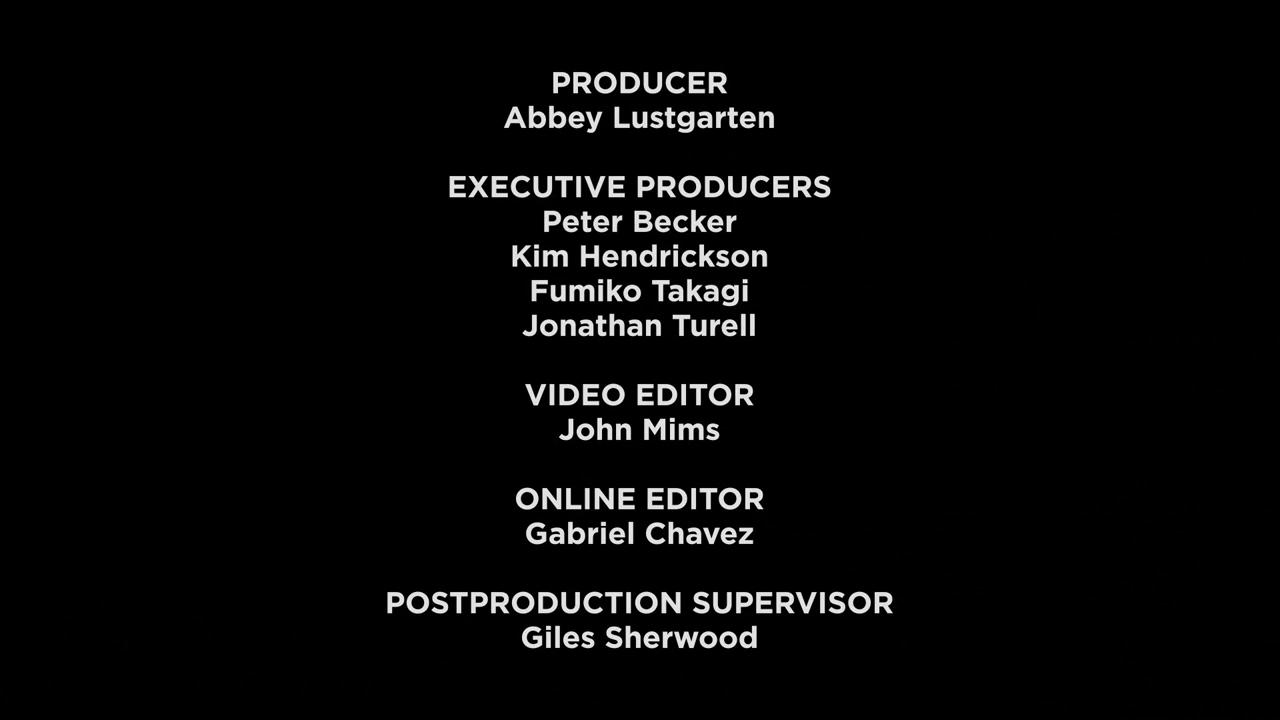 PRODUCER
Abbey Lustgarten
EXECUTIVE PRODUCERS
Peter Becker
Kim Hendrickson
Fumiko Takagi
Jonathan Turell
VIDEO EDITOR
John Mims
ONLINE EDITOR
Gabriel Chavez
POSTPRODUCTION SUPERVISOR
Giles Sherwood